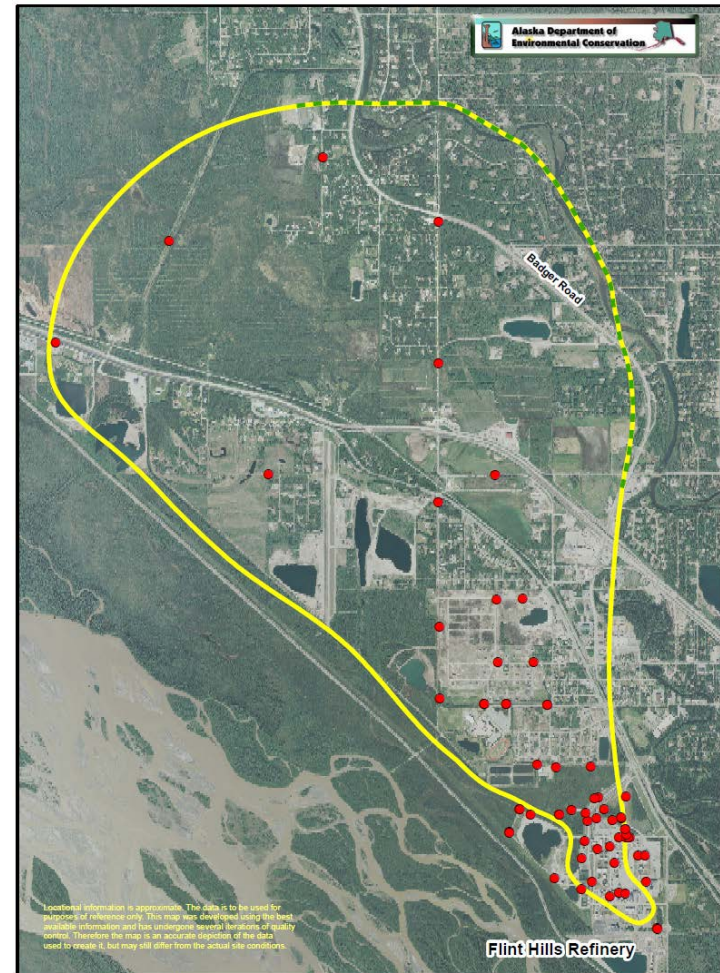 Alaska Department of
Environmental Conservation
Badger Road
Locational information is approximate. The data is to be used for
purposes of reference only. This map was developed using the best
available information and has undergone several iterations of quality
control. Therefore the map is an accurate depiction of the data
used to create it, but may still differ from the actual site conditions.
Flint Hills Refinery